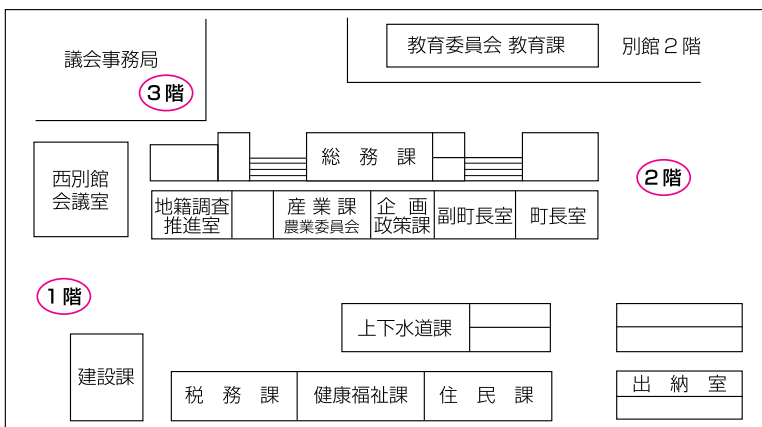 議会事務局
3階
教育委員会 教育課
別館2階
総務課
2階
西別館
会議室
地籍調査
推進室
産業課
農業委員会
企画
政策課
副町長室
町長室
1階
上下水道課
建設課
税務課
健康福祉課
住民課
出納室